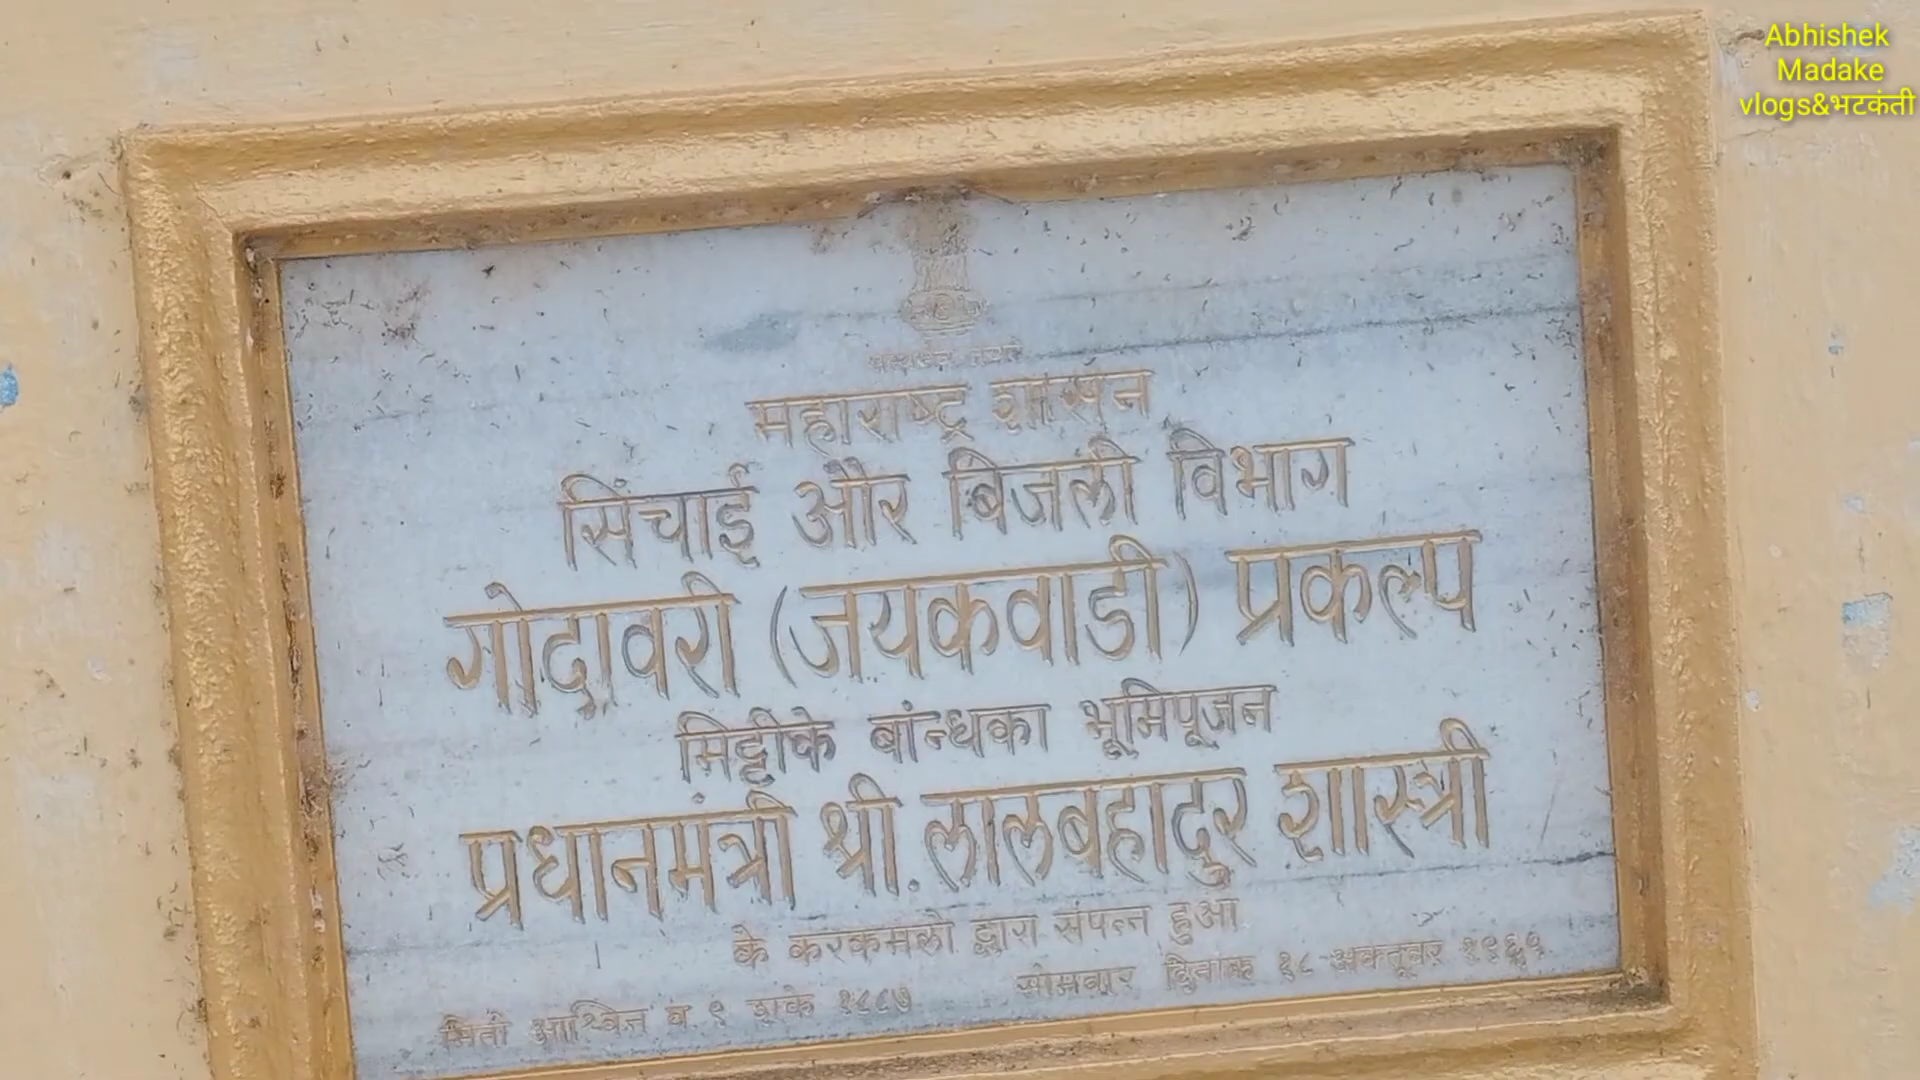 Abhishek
Madake
vlogs&भटकंती
सत्यमेव जयते
महाराष्ट्र शासन
सिंचाई और बिजली विभाग
गोदावरी (जयकवाडी) प्रकल्प
मिट्टीके बांन्धका भूमिपूजन
प्रधानमंत्री श्री. लालबहादुर शास्त्री
के करकमलो द्वारा संपन्न हुआ
मिती आश्विन व. ९ शके १८८७ सोमवार दिनांक १८ अक्तूबर १९६५